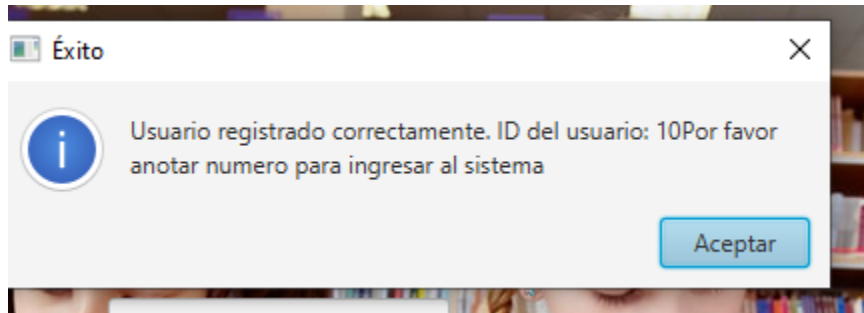 Éxito
Usuario registrado correctamente. ID del usuario: 10Por favor
anotar numero para ingresar al sistema
Aceptar